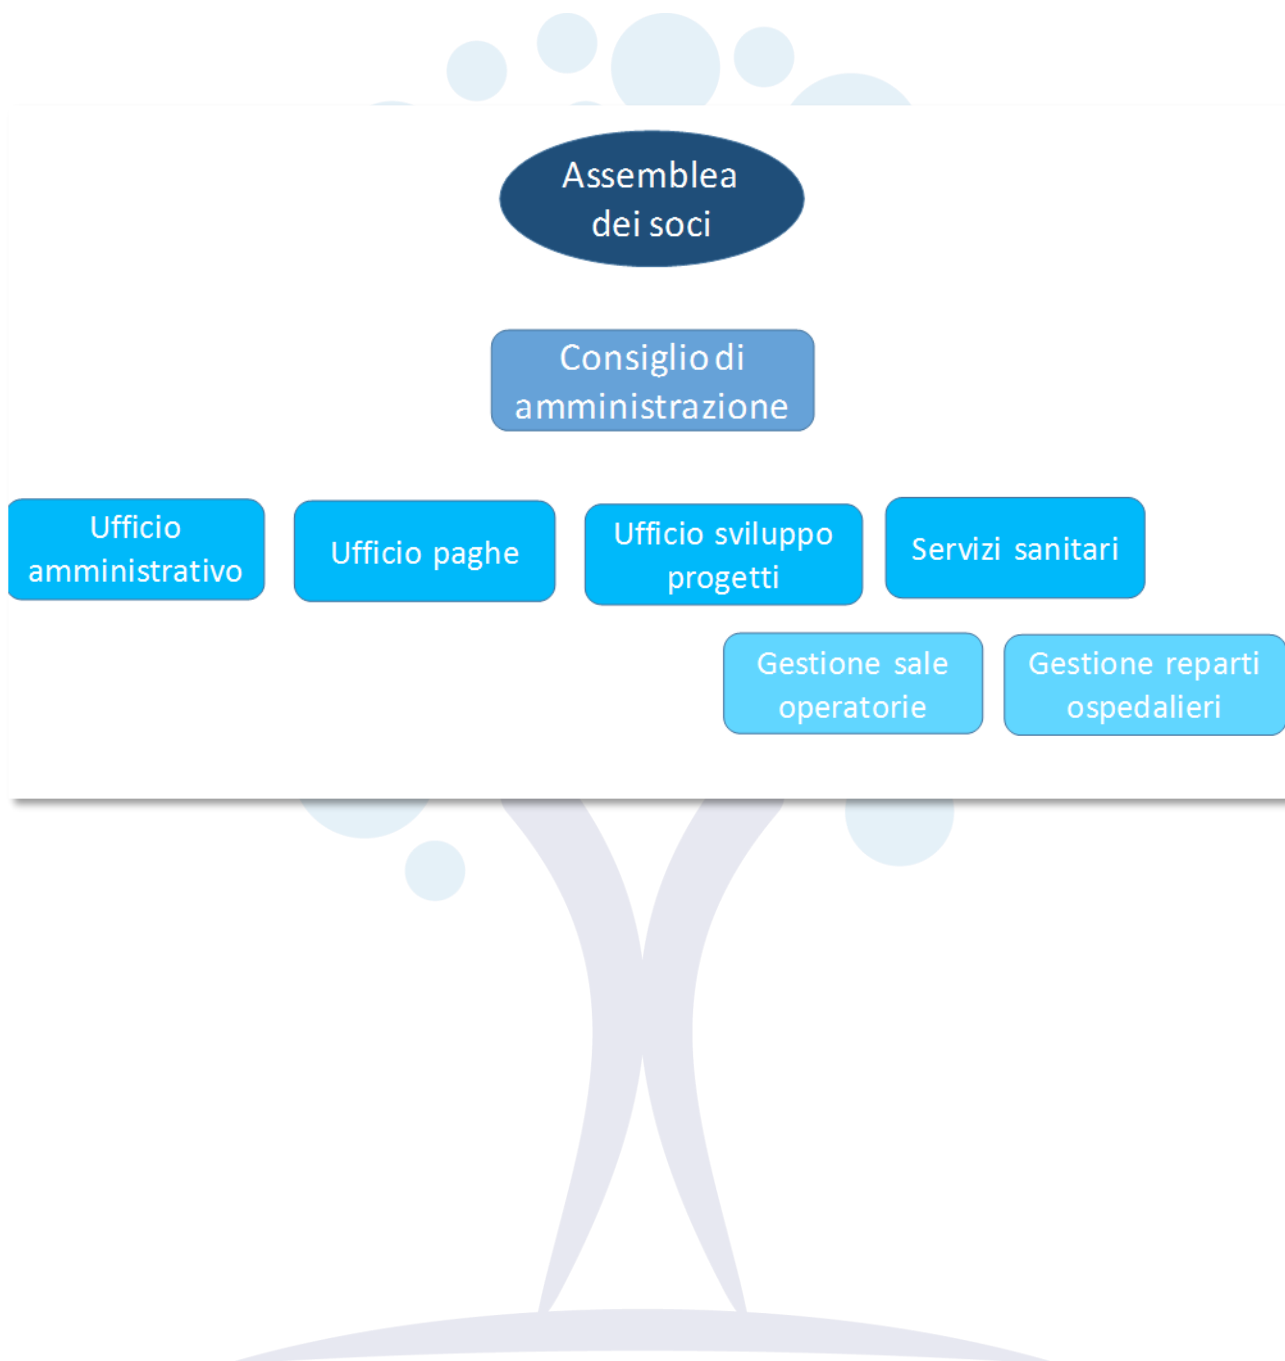 Assemblea
dei soci
Consiglio di
amministrazione
Ufficio
amministrativo
Ufficio paghe
Ufficio sviluppo
progetti
Servizi sanitari
Gestione sale
operatorie
Gestione reparti
ospedalieri